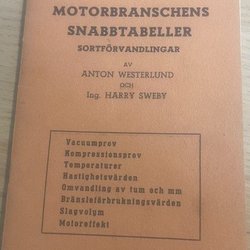 MOTORBRANSCHENS
SNABBTABELLER
SORTFÖRVANDLINGAR
AV
ANTON WESTERLUND
OCH
Ing. HARRY SWEBY
Vacuumprov
Kompressionsprov
Temperaturer
Hastighetsvärden
Omvandling av tum och mm
Bränsleförbrukningsvärden
Slagvolym
Motoreffekt